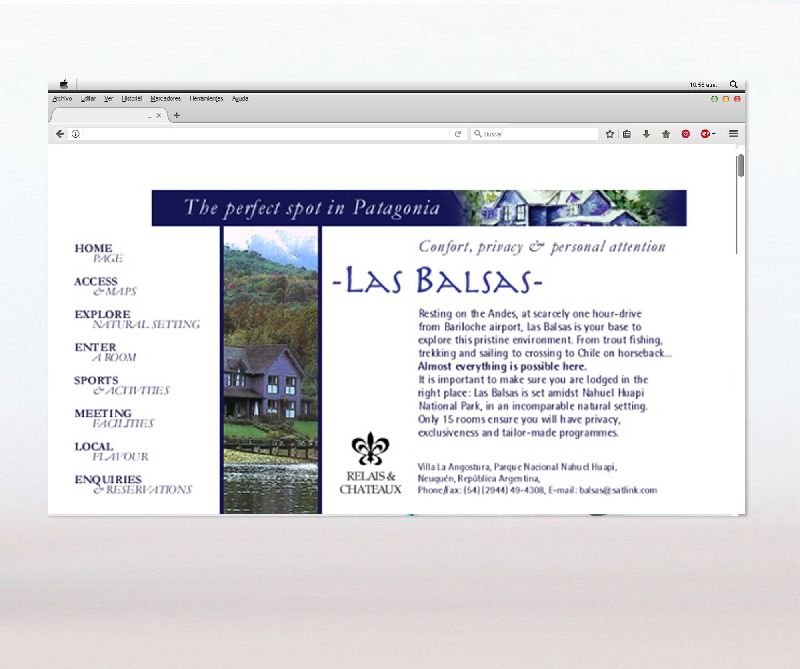 10:56 a.m.
Archivo Editar Ver Historial Marcadores Herramientas Ayuda
Buscar
The perfect spot in Patagonia
Confort, privacy & personal attention
-LAS BALSAS-
HOME
PAGE
ACCESS
& MAPS
EXPLORE
NATURAL SETTING
ENTER
A ROOM
SPORTS
& ACTIVITIES
MEETING
FACILITIES
LOCAL
FLAVOUR
ENQUIRIES
& RESERVATIONS
Resting on the Andes, at scarcely one hour-drive
from Bariloche airport, Las Balsas is your base to
explore this pristine environment. From trout fishing,
trekking and sailing to crossing to Chile on horseback...
Almost everything is possible here.
It is important to make sure you are lodged in the
right place: Las Balsas is set amidst Nahuel Huapi
National Park, in an incomparable natural setting.
Only 15 rooms ensure you will have privacy,
exclusiveness and tailor-made programmes.
RELAIS &
CHATEAUX
Villa La Angostura, Parque Nacional Nahuel Huapi,
Neuquén, República Argentina,
Phone/Fax: (54) (2944) 49-4308, E-mail: balsas@satlink.com